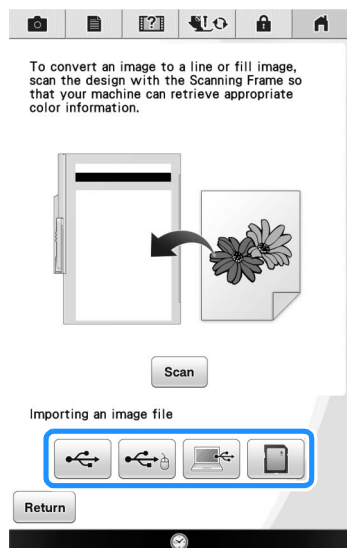 To convert an image to a line or fill image,
scan the design with the Scanning Frame so
that your machine can retrieve appropriate
color information.
Scan
Importing an image file
Return